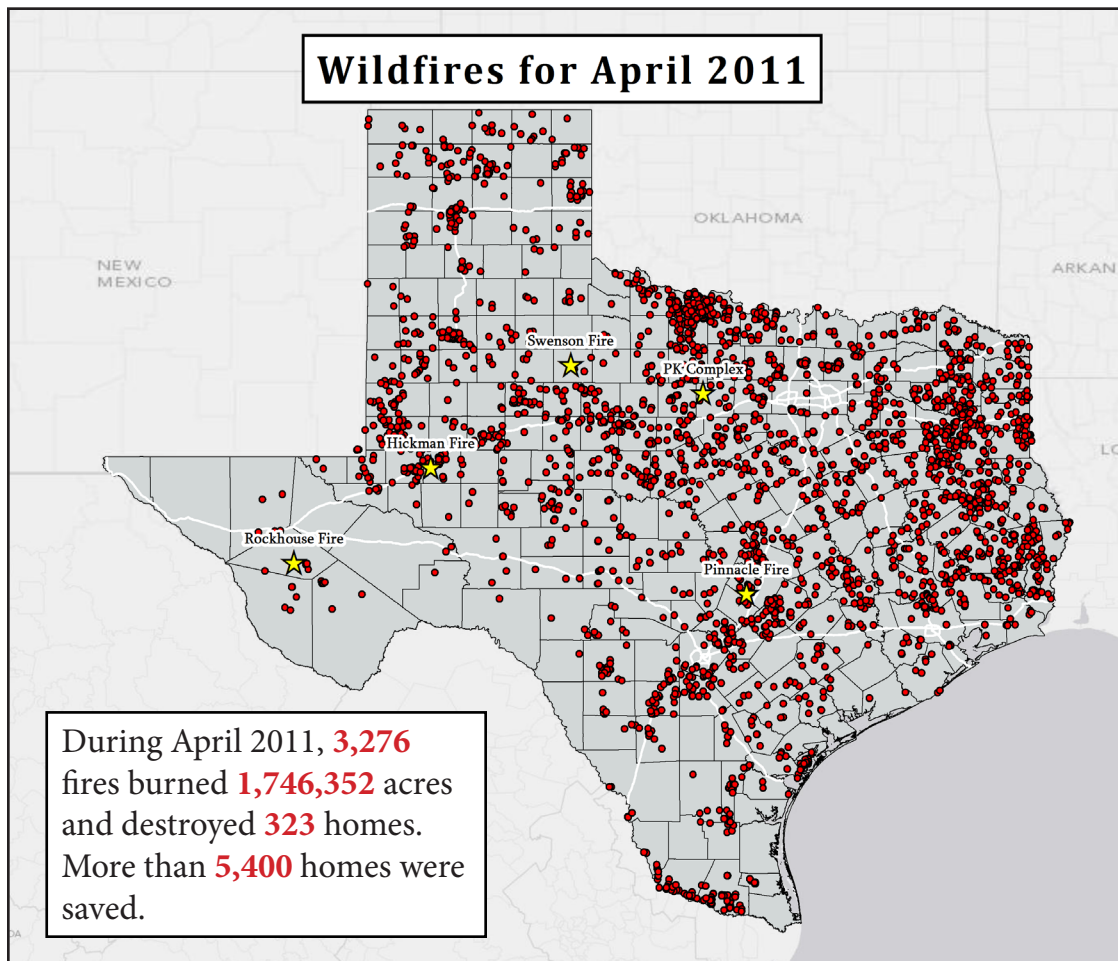 Wildfires for April 2011
OKLAHOMA
NEW
MEXICO
ARKAN
Swenson Fire
PK Complex
Hickman Fire
LO
Rockhouse Fire
Pinnacle Fire
During April 2011, 3,276
fires burned 1,746,352 acres
and destroyed 323 homes.
More than 5,400 homes were
saved.
DA